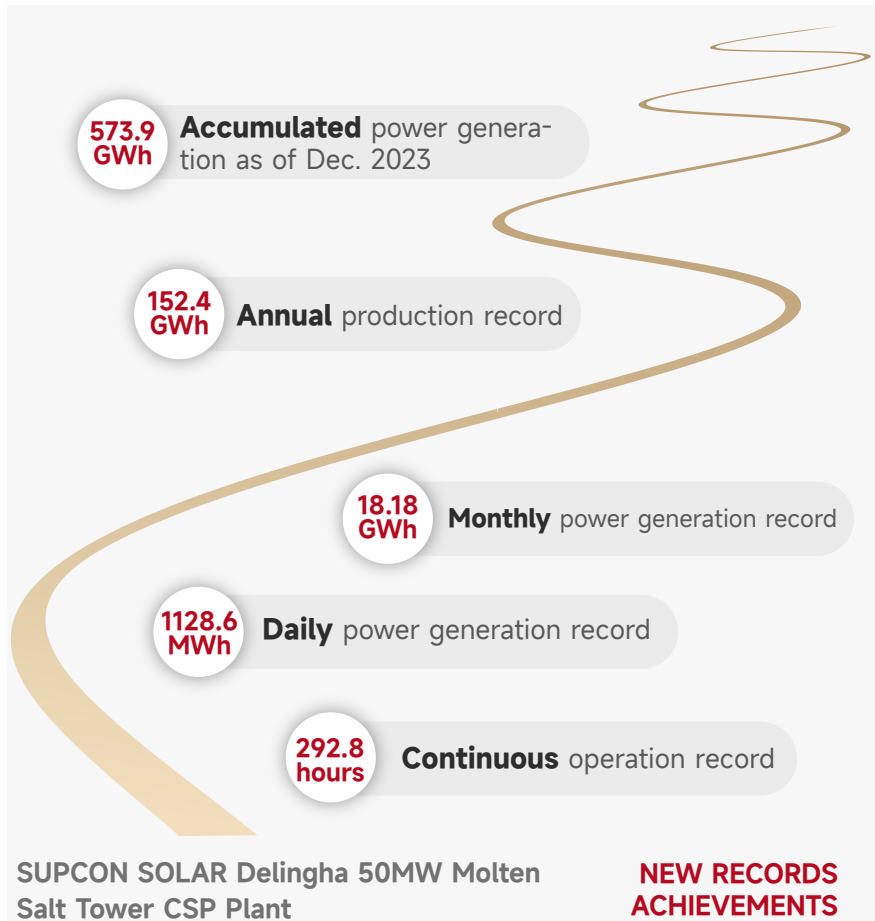 573.9
GWh
Accumulated power genera-
tion as of Dec. 2023
152.4
GWh
Annual production record
18.18
GWh
Monthly power generation record
1128.6
MWh
Daily power generation record
292.8
hours
Continuous operation record
SUPCON SOLAR Delingha 50MW Molten
Salt Tower CSP Plant
NEW RECORDS
ACHIEVEMENTS